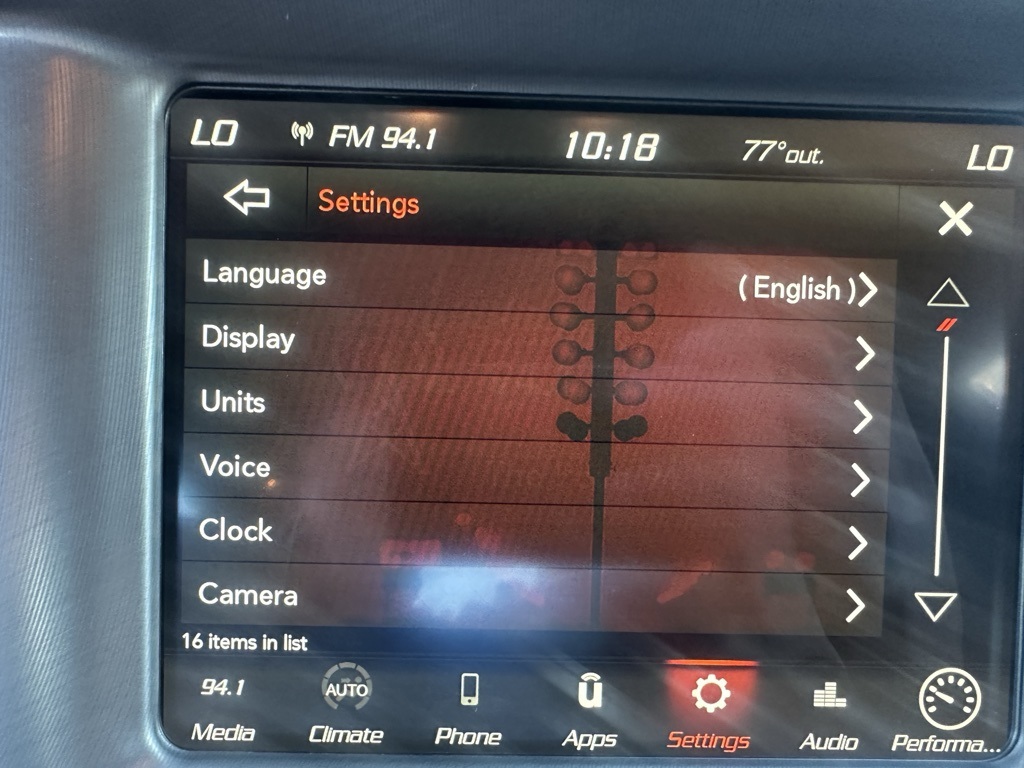 LO FM 94.1 10:18 77°out. LO
Settings
Language (English)
Display
Units
Voice
Clock
Camera
16 items in list
94.1 AUTO u
Media Climate Phone Apps Settings Audio Performa...